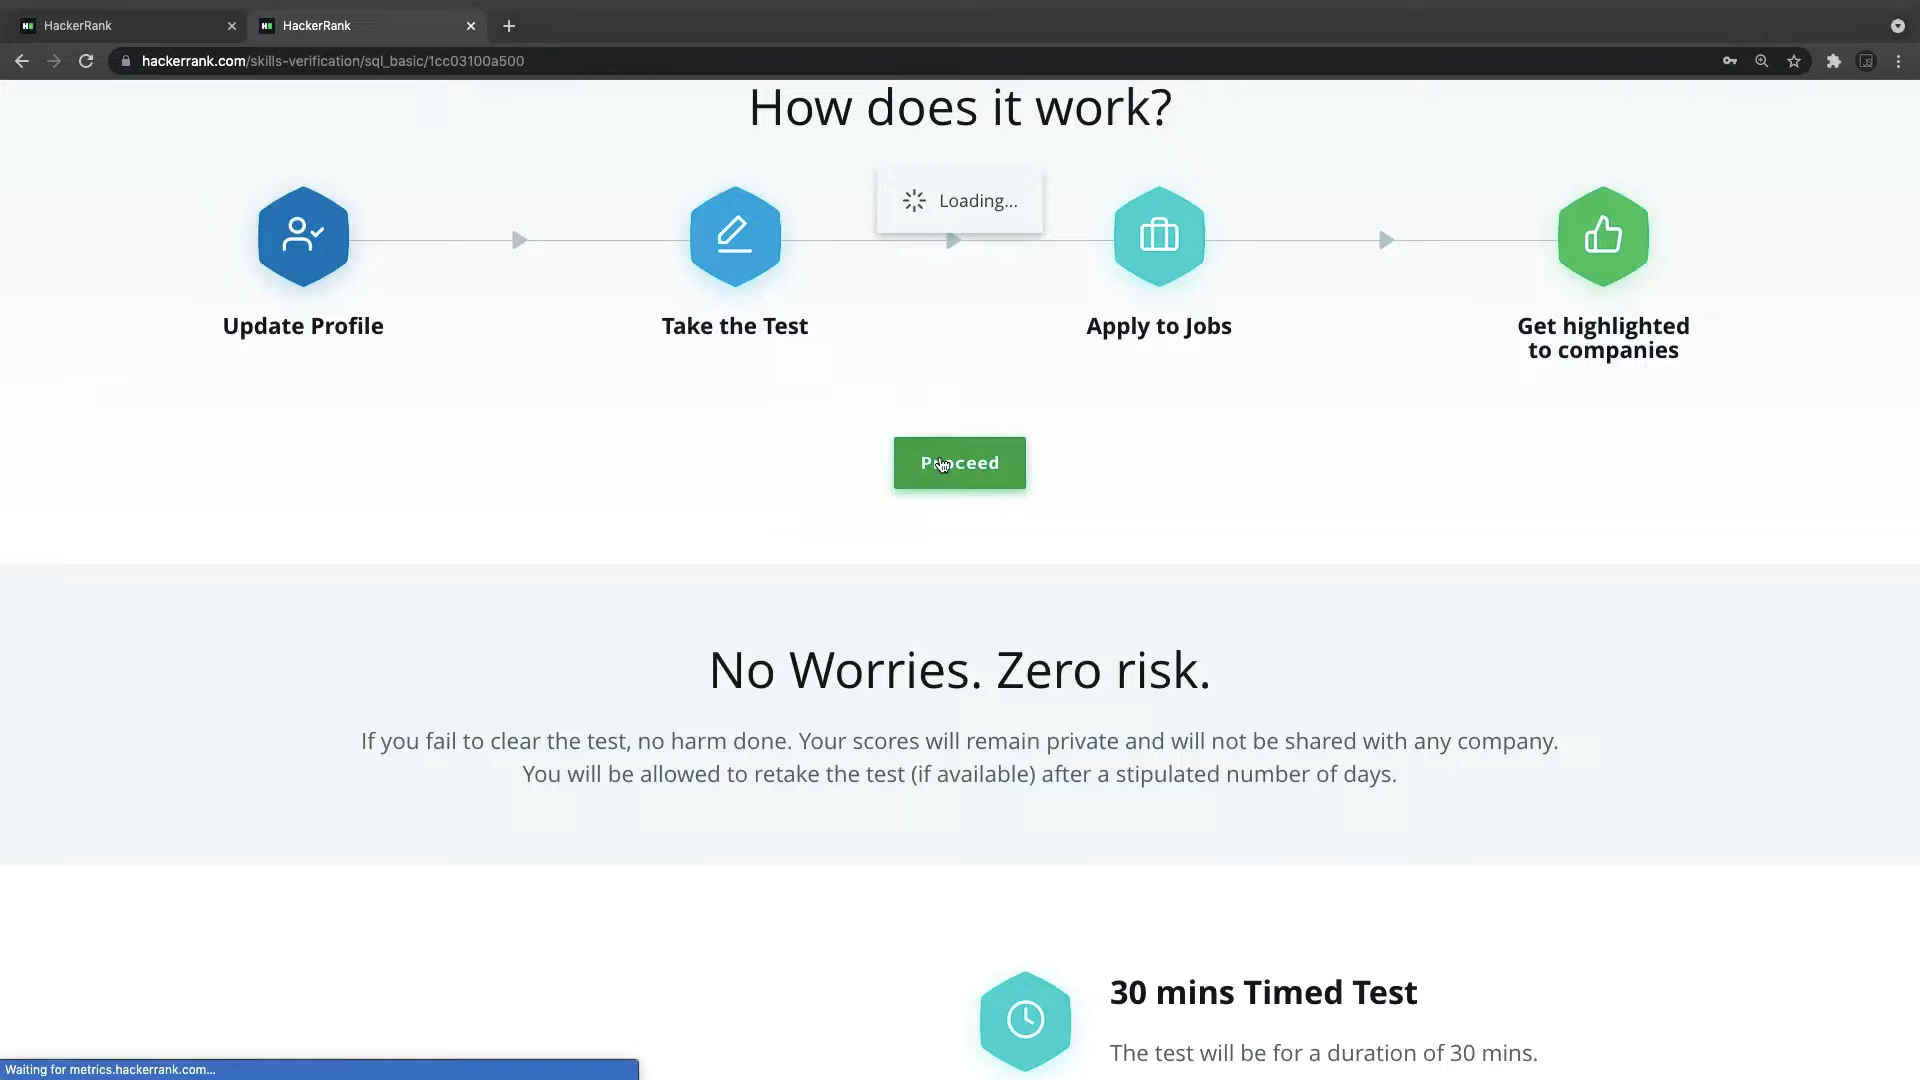 HackerRank
HackerRank
hackerrank.com/skills-verification/sql_basic/1cc03100a500
How does it work?
Loading...
Update Profile
Take the Test
Apply to Jobs
Get highlighted
to companies
Proceed
No Worries. Zero risk.
If you fail to clear the test, no harm done. Your scores will remain private and will not be shared with any company.
You will be allowed to retake the test (if available) after a stipulated number of days.
30 mins Timed Test
The test will be for a duration of 30 mins.
Waiting for metrics.hackerrank.com...